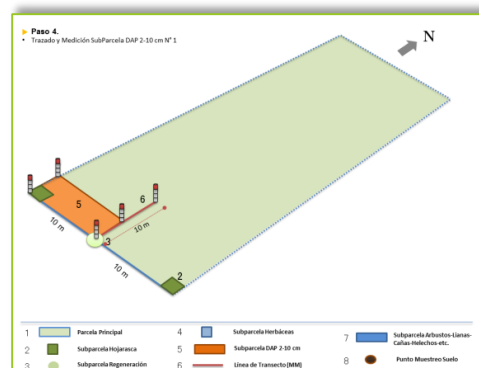 Paso 4.
Trazado y Medición SubParcela DAP 2-10 cm N° 1
N
6
5
10 m
3
10 m
10 m
2
1 Parcela Principal
2 Subparcela Hojarasca
3 Subparcela Regeneración
4 Subparcela Herbáceas
5 Subparcela DAP 2-10 cm
6 Línea de Transecto (MM)
7 Subparcela Arbustos-Lianas-
Cañas-Helechos-etc.
8 Punto Muestreo Suelo